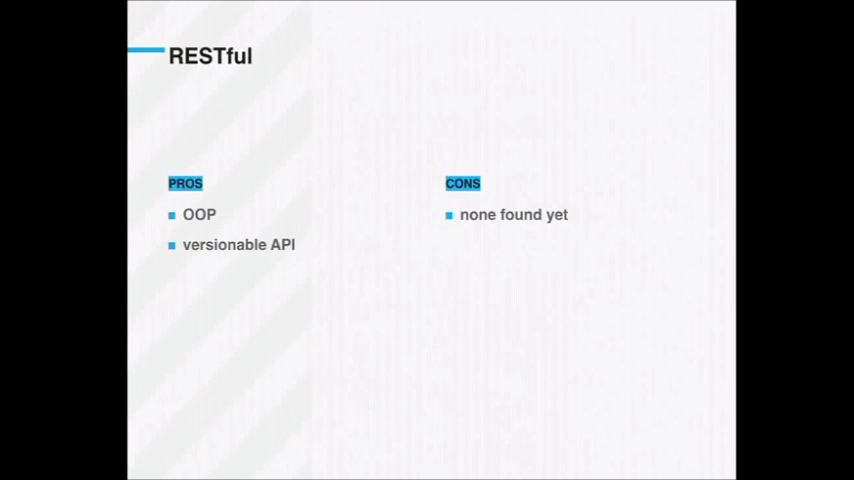 RESTful
PROS
OOP
versionable API
CONS
none found yet